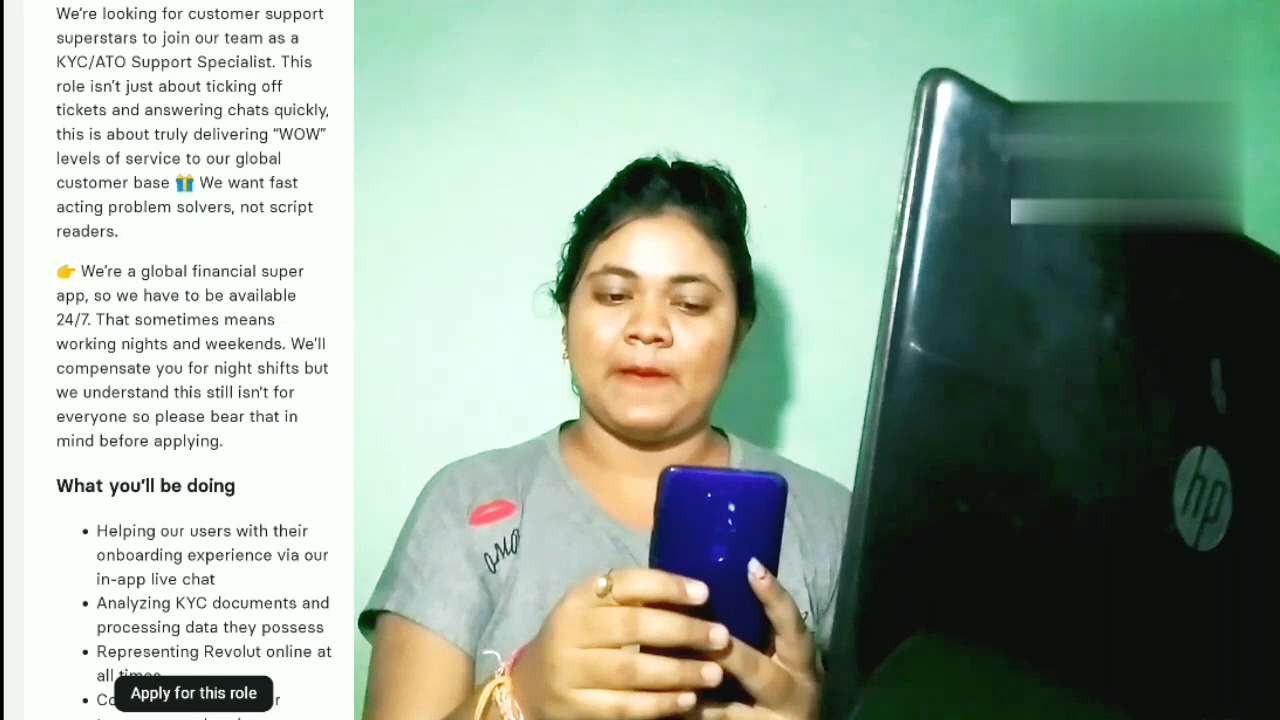 We're looking for customer support
superstars to join our team as a
KYC/ATO Support Specialist. This
role isn't just about ticking off
tickets and answering chats quickly,
this is about truly delivering “WOW”
levels of service to our global
customer base 🎁 We want fast
acting problem solvers, not script
readers.
👉 We're a global financial super
app, so we have to be available
24/7. That sometimes means
working nights and weekends. We'll
compensate you for night shifts but
we understand this still isn't for
everyone so please bear that in
mind before applying.
What you'll be doing
• Helping our users with their
onboarding experience via our
in-app live chat
• Analyzing KYC documents and
processing data they possess
• Representing Revolut online at
all times
Apply for this role
hp